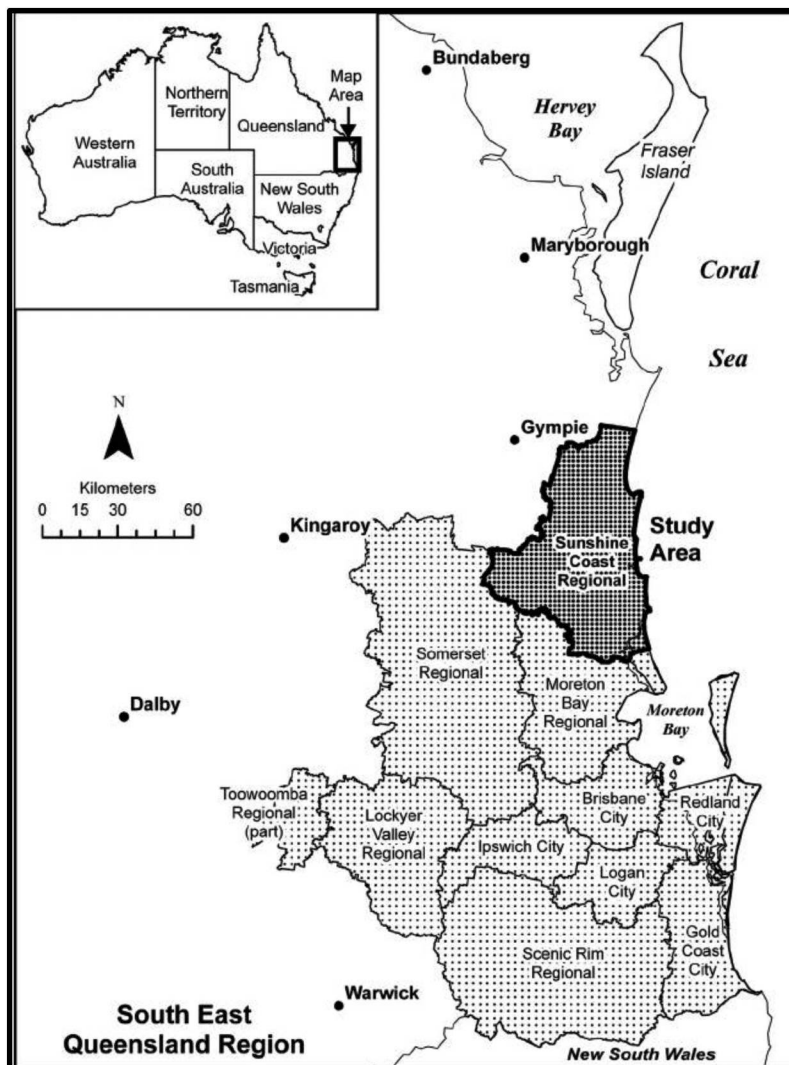 Map
Area
Northern
Territory
Queensland
Western
Australia
South
Australia
New South
Wales
Victoria
Tasmania
Bundaberg
Hervey
Bay
Fraser
Island
Maryborough
Coral
Sea
N
Kilometers
0 15 30 60
Gympie
Kingaroy
Study
Area
Sunshine
Coast
Regional
Somerset
Regional
Moreton
Bay
Regional
Moreton
Bay
Dalby
Toowoomba
Regional
(part)
Lockyer
Valley
Regional
Brisbane
City
Redland
City
Ipswich City
Logan
City
Gold
Coast
City
Scenic Rim
Regional
Warwick
South East
Queensland Region
New South Wales